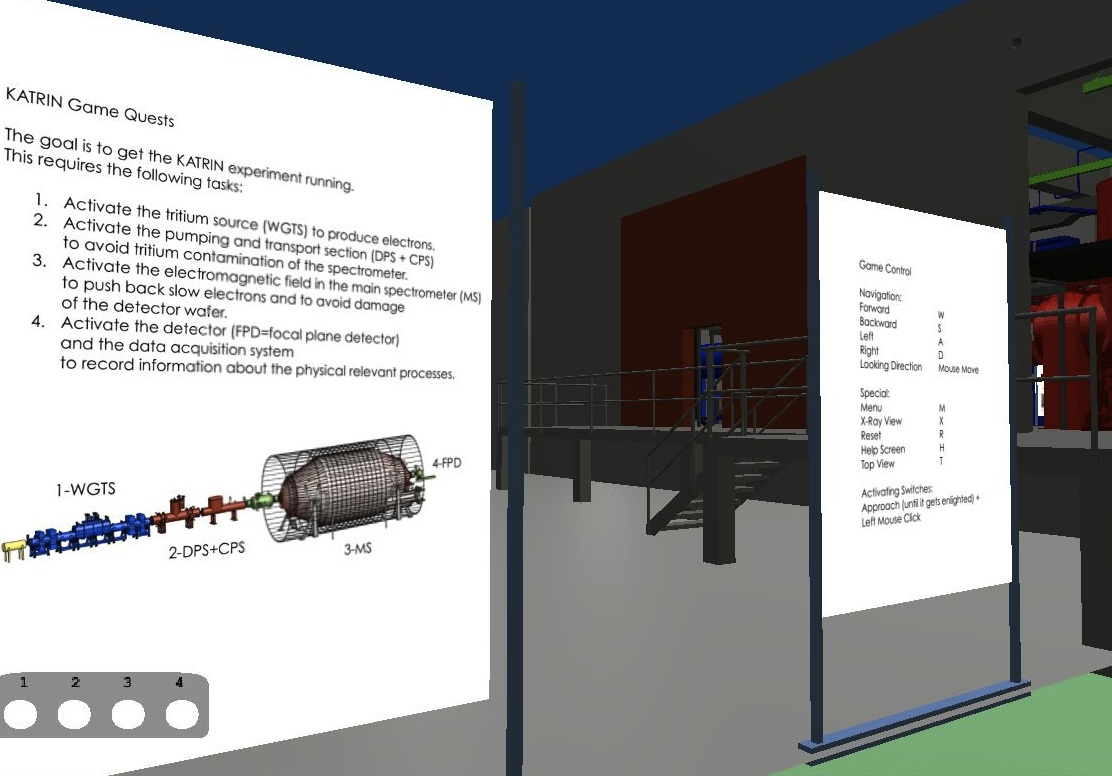 KATRIN Game Quests
The goal is to get the KATRIN experiment running.
This requires the following tasks:
1. Activate the tritium source (WGTS) to produce electrons.
2. Activate the pumping and transport section (DPS + CPS)
to avoid tritium contamination of the spectrometer.
3. Activate the electromagnetic field in the main spectrometer (MS)
to push back slow electrons and to avoid damage
of the detector wafer.
4. Activate the detector (FPD=focal plane detector)
and the data acquisition system
to record information about the physical relevant processes.
1-WGTS
2-DPS+CPS
3-MS
4-FPD
1 2 3 4
Game Control
Navigation:
Forward W
Backward S
Left A
Right D
Looking Direction Mouse Move
Special:
Menu M
X-Ray View X
Reset R
Help Screen H
Top View T
Activating Switches:
Approach (until it gets enlighted) +
Left Mouse Click